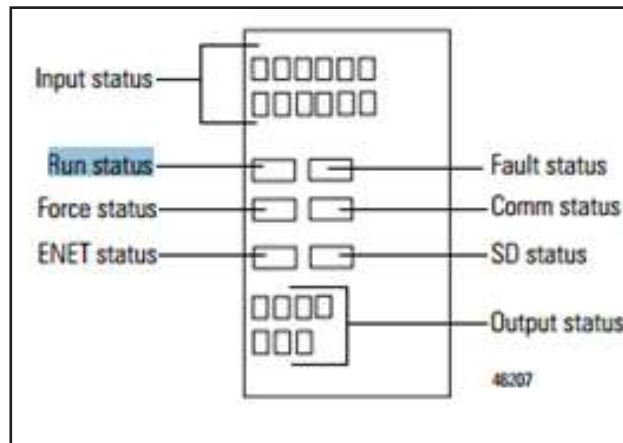 Input status
Run status
Fault status
Force status
Comm status
ENET status
SD status
Output status
46207